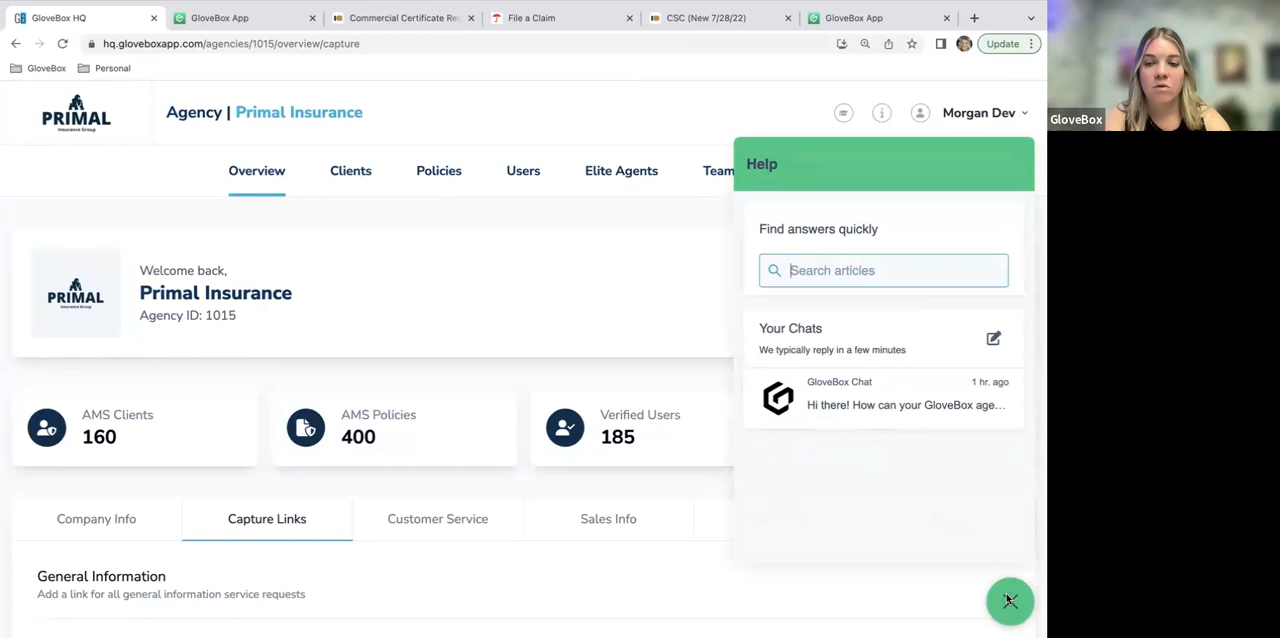 GloveBox HQ
GloveBox App
Commercial Certificate Re
File a Claim
CSC (New 7/28/22)
GloveBox App
hq.gloveboxapp.com/agencies/1015/overview/capture
Update
GloveBox
Personal
PRIMAL
Insurance Group
Agency | Primal Insurance
Morgan Dev
GloveBox
Overview
Clients
Policies
Users
Elite Agents
Team
Help
Find answers quickly
Search articles
Your Chats
We typically reply in a few minutes
GloveBox Chat
1 hr. ago
Hi there! How can your GloveBox age...
PRIMAL
Insurance Group
Welcome back,
Primal Insurance
Agency ID: 1015
AMS Clients
160
AMS Policies
400
Verified Users
185
Company Info
Capture Links
Customer Service
Sales Info
General Information
Add a link for all general information service requests